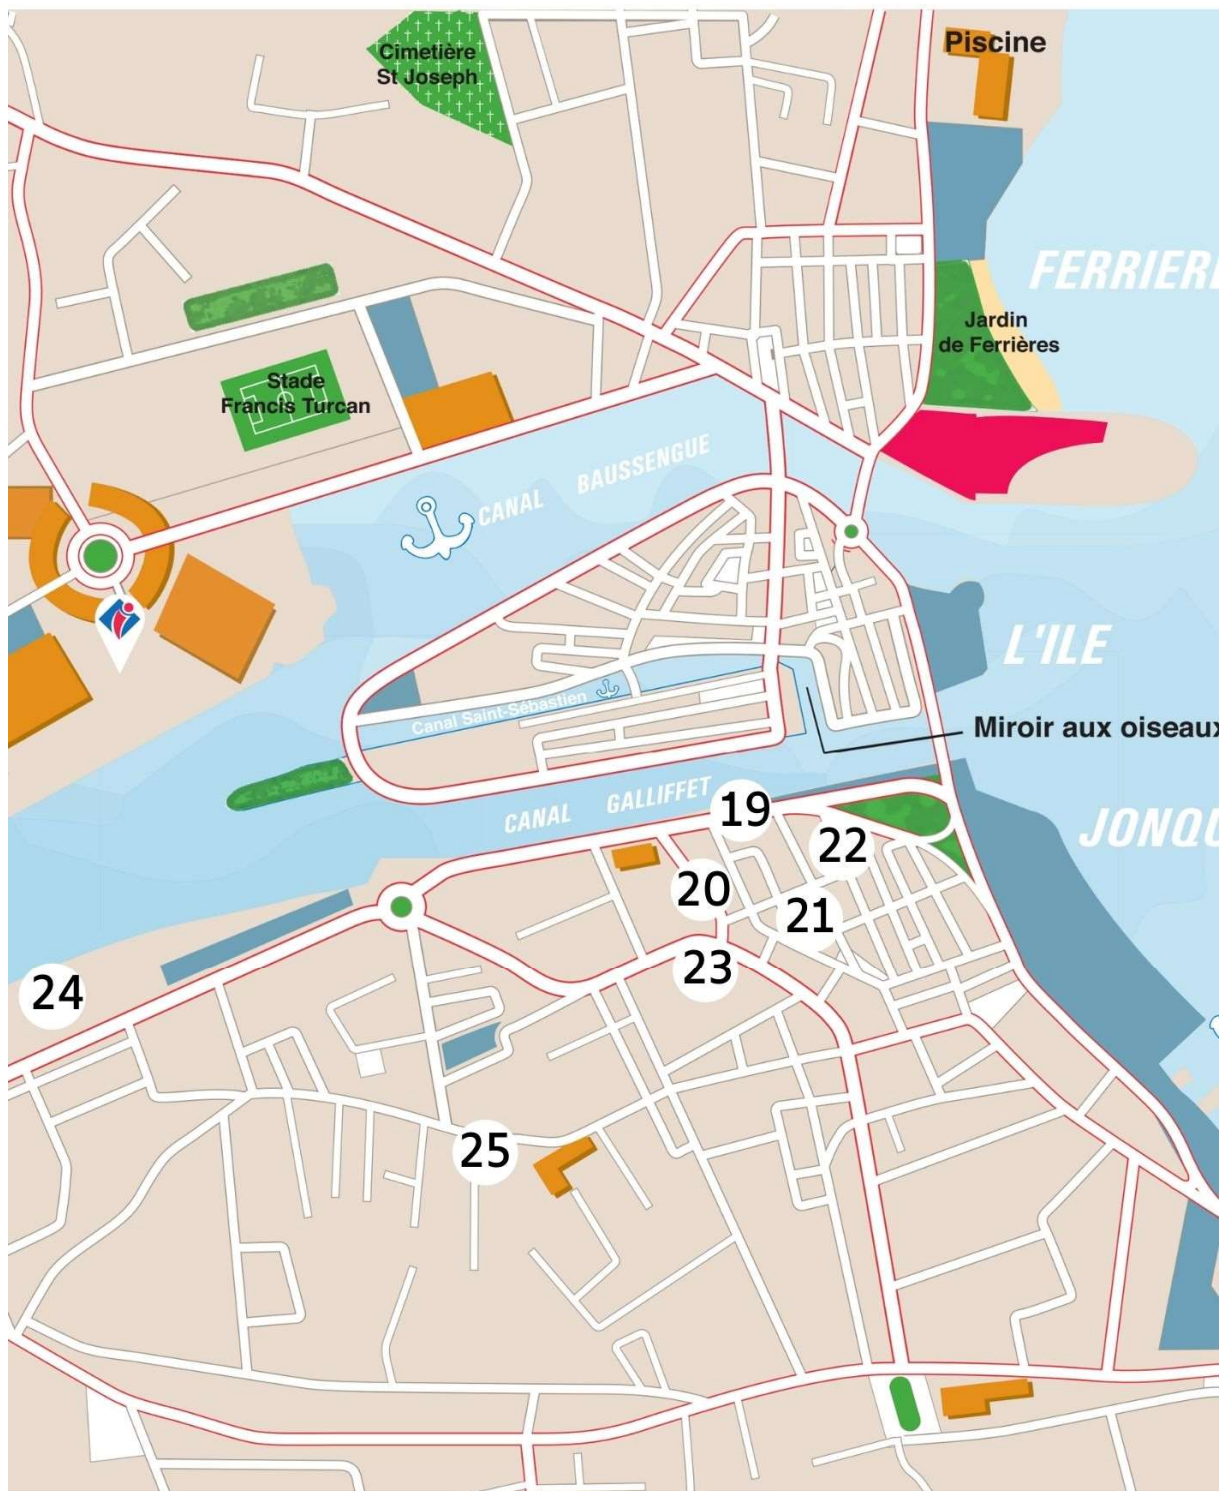 Piscine
Cimetière
St Joseph
FERRIERE
Jardin
de Ferrières
Stade
Francis Turcan
CANAL BAUSSENGUE
L'ILE
Canal Saint-Sébastien
Miroir aux oiseaux
CANAL GALLIFFET
19
JONQU
22
20
21
23
24
25